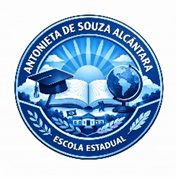 ANTONIETA DE SOUZA ALCÂNTARA
ESCOLA ESTADUAL